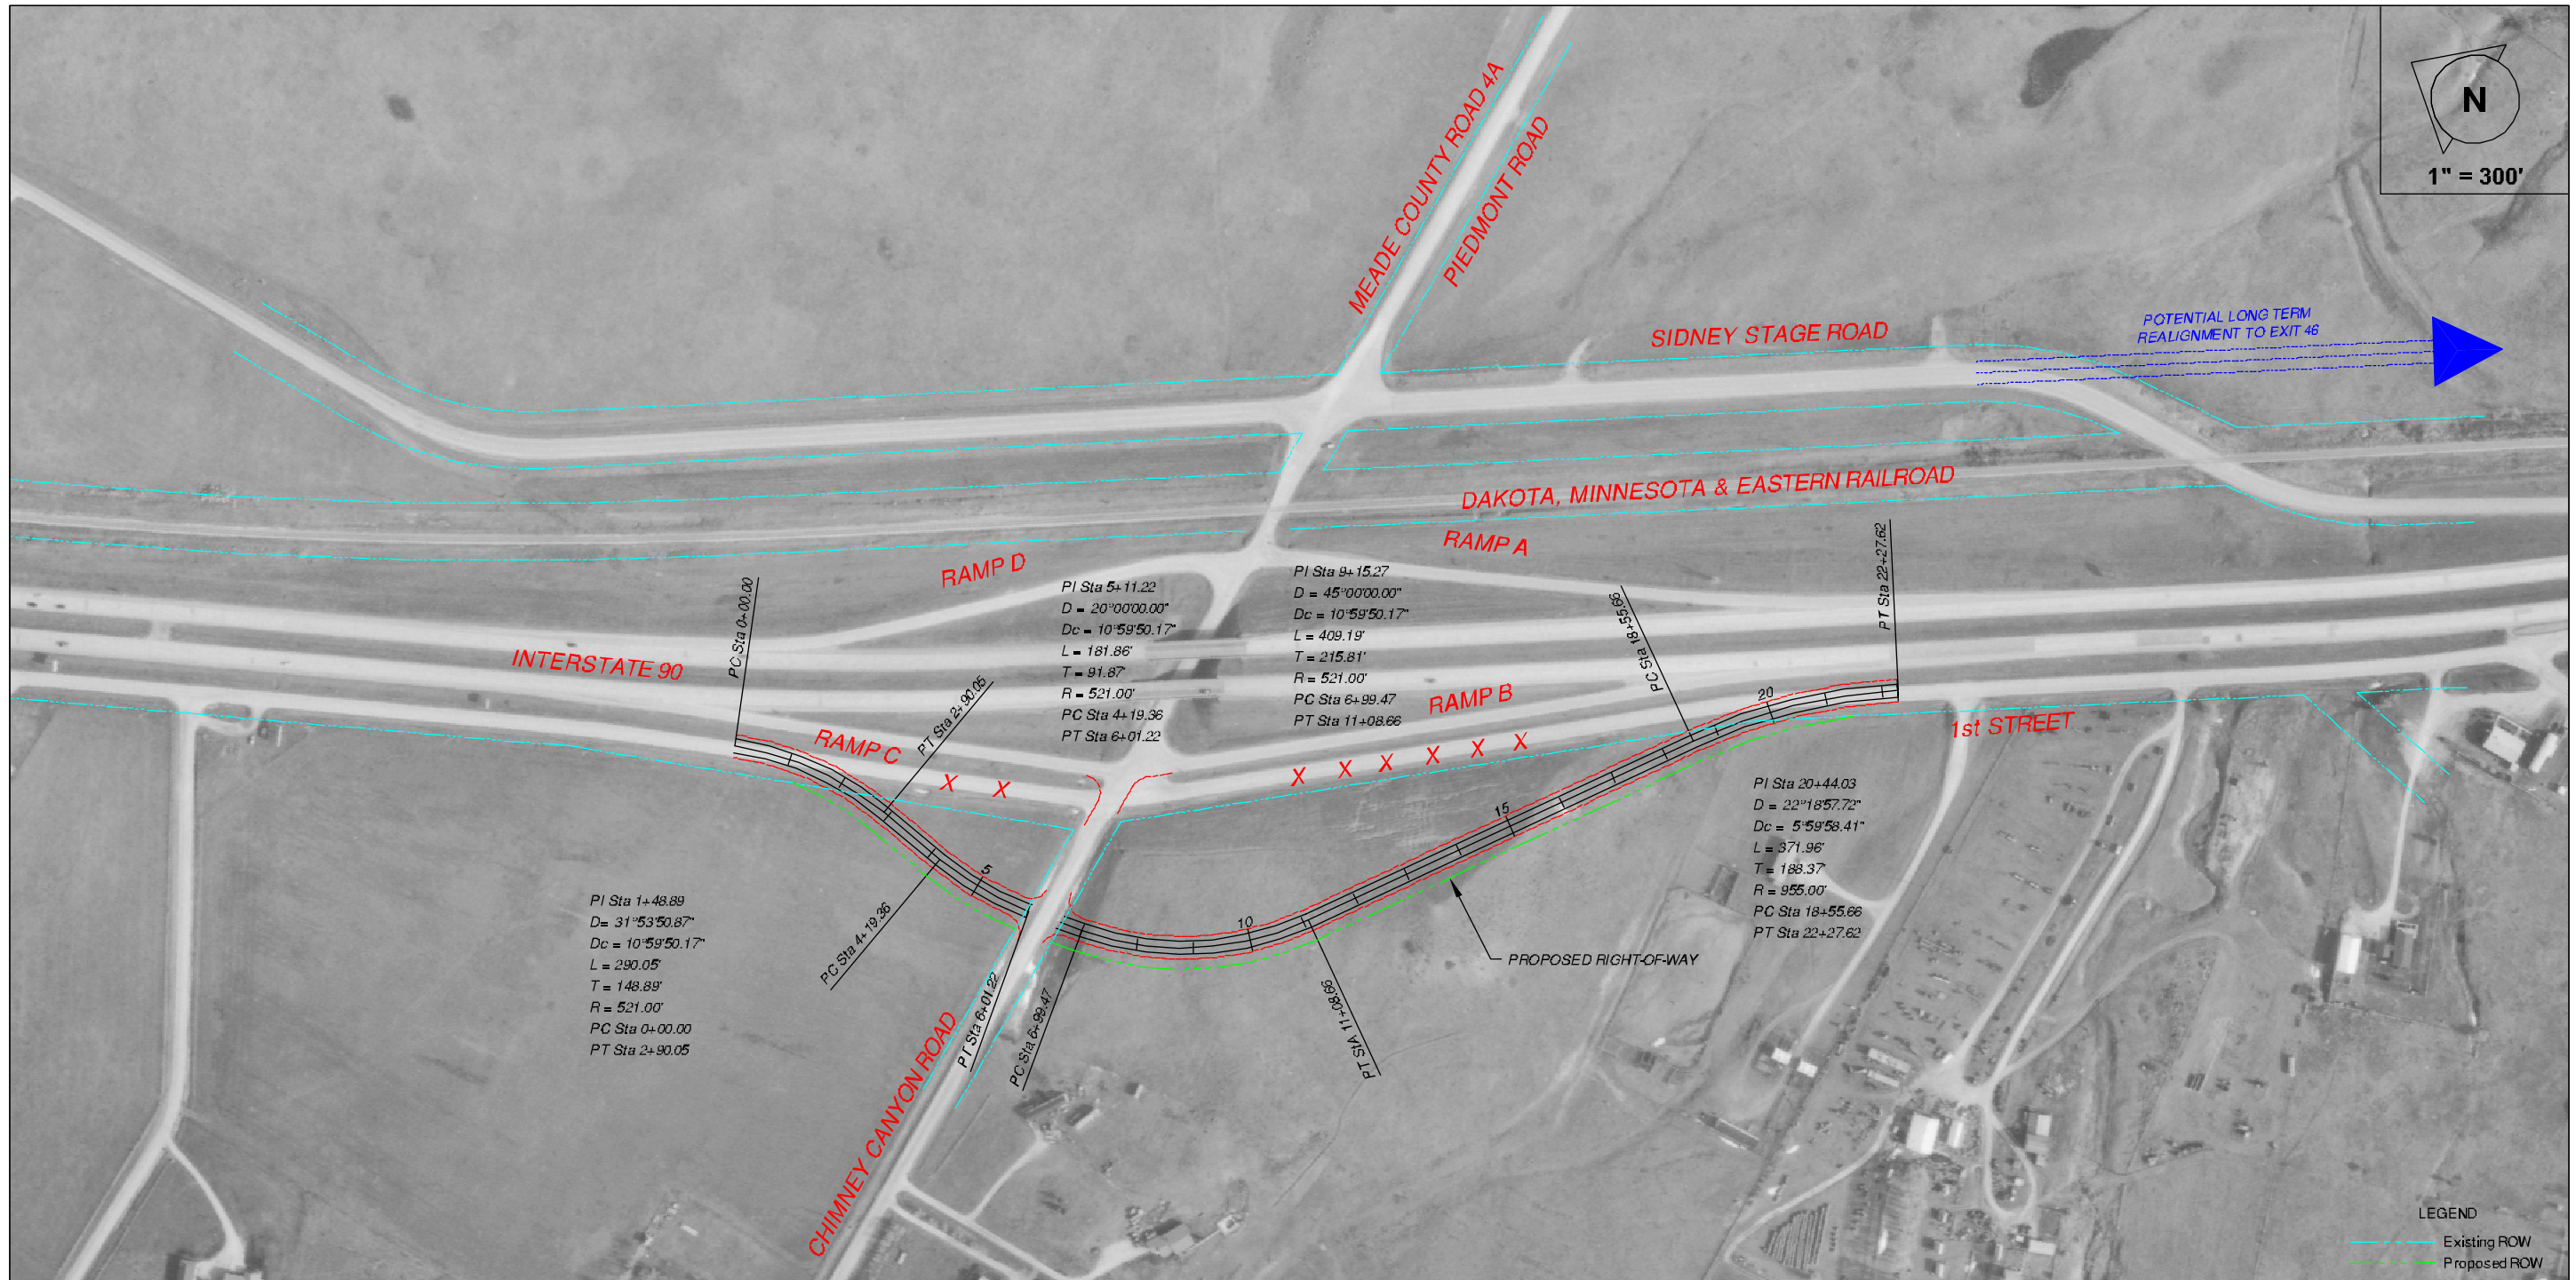 N
1" = 300'
MEADE COUNTY ROAD 4A
PIEDMONT ROAD
SIDNEY STAGE ROAD
POTENTIAL LONG TERM
REALIGNMENT TO EXIT 46
DAKOTA, MINNESOTA & EASTERN RAILROAD
RAMP D
RAMP A
PC Sta 0+00.00
PI Sta 5+11.22
D = 20°00'00.00"
Dc = 10°59'50.17"
L = 181.86'
T = 91.87'
R = 521.00'
PC Sta 4+19.36
PT Sta 6+01.22
PI Sta 9+15.27
D = 45°00'00.00"
Dc = 10°59'50.17"
L = 409.19'
T = 215.81'
R = 521.00'
PC Sta 6+99.47
PT Sta 11+08.66
PC Sta 18+55.66
PT Sta 22+27.62
INTERSTATE 90
PT Sta 2+90.05
RAMP C
X X
RAMP B
X X X X X X
20
1st STREET
15
5
10
PI Sta 20+44.03
D = 22°18'57.72"
Dc = 5°59'58.41"
L = 371.96'
T = 188.37'
R = 955.00'
PC Sta 18+55.66
PT Sta 22+27.62
PI Sta 1+48.89
D= 31°53'50.87"
Dc = 10°59'50.17"
L = 290.05'
T = 148.89'
R = 521.00'
PC Sta 0+00.00
PT Sta 2+90.05
PC Sta 4+19.36
PT Sta 6+01.22
PC Sta 6+99.47
PT StA 11+08.66
PROPOSED RIGHT-OF-WAY
CHIMNEY CANYON ROAD
LEGEND
Existing ROW
Proposed ROW